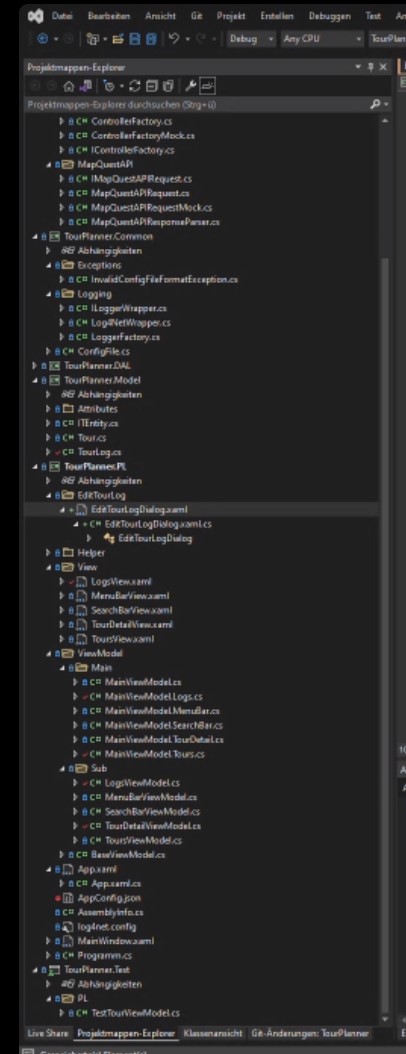 Datei Bearbeiten Ansicht Git Projekt Erstellen Debuggen Test
Debug Any CPU TourPlan
Projektmappen-Explorer
Projektmappen-Explorer durchsuchen (Strg+ü)
C# ControllerFactory.cs
C# ControllerFactoryMock.cs
C# IControllerFactory.cs
MapQuestAPI
C# IMapQuestAPIRequest.cs
C# MapQuestAPIRequest.cs
C# MapQuestAPIRequestMock.cs
C# MapQuestAPIResponseParser.cs
TourPlanner.Common
Abhängigkeiten
Exceptions
C# InvalidConfigFileFormatException.cs
Logging
C# ILoggerWrapper.cs
C# Log4NetWrapper.cs
C# LoggerFactory.cs
C# ConfigFile.cs
TourPlanner.DAL
TourPlanner.Model
Abhängigkeiten
Attributes
C# ITEntity.cs
C# Tour.cs
C# TourLog.cs
TourPlanner.PL
Abhängigkeiten
EditTourLog
EditTourLogDialog.xaml
C# EditTourLogDialog.xaml.cs
EditTourLogDialog
Helper
View
LogsView.xaml
MenuBarView.xaml
SearchBarView.xaml
TourDetailView.xaml
ToursView.xaml
ViewModel
Main
C# MainViewModel.cs
C# MainViewModel.Logs.cs
C# MainViewModel.MenuBar.cs
C# MainViewModel.SearchBar.cs
C# MainViewModel.TourDetail.cs
C# MainViewModel.Tours.cs
Sub
C# LogsViewModel.cs
C# MenuBarViewModel.cs
C# SearchBarViewModel.cs
C# TourDetailViewModel.cs
C# ToursViewModel.cs
C# BaseViewModel.cs
App.xaml
C# App.xaml.cs
AppConfig.json
C# AssemblyInfo.cs
log4net.config
MainWindow.xaml
C# Programm.cs
TourPlanner.Test
Abhängigkeiten
PL
C# TestTourViewModel.cs
Live Share Projektmappen-Explorer Klassenansicht Git-Änderungen: TourPlanner